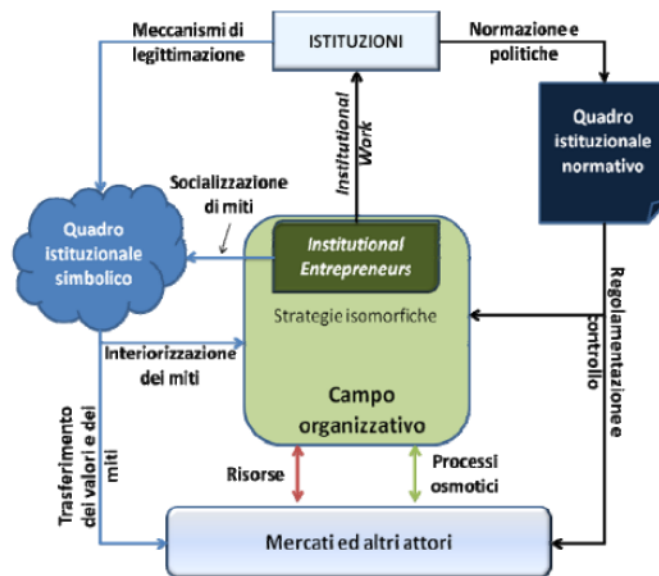 Meccanismi di
legittimazione
ISTITUZIONI
Normazione e
politiche
Quadro
istituzionale
normativo
Institutional
Work
Socializzazione
di miti
Quadro
istituzionale
simbolico
Institutional
Entrepreneurs
Strategie isomorfiche
Interiorizzazione
dei miti
Campo
organizzativo
Regolamentazione e
controllo
Trasferimento
dei valori e dei
miti
Risorse
Processi
osmotici
Mercati ed altri attori